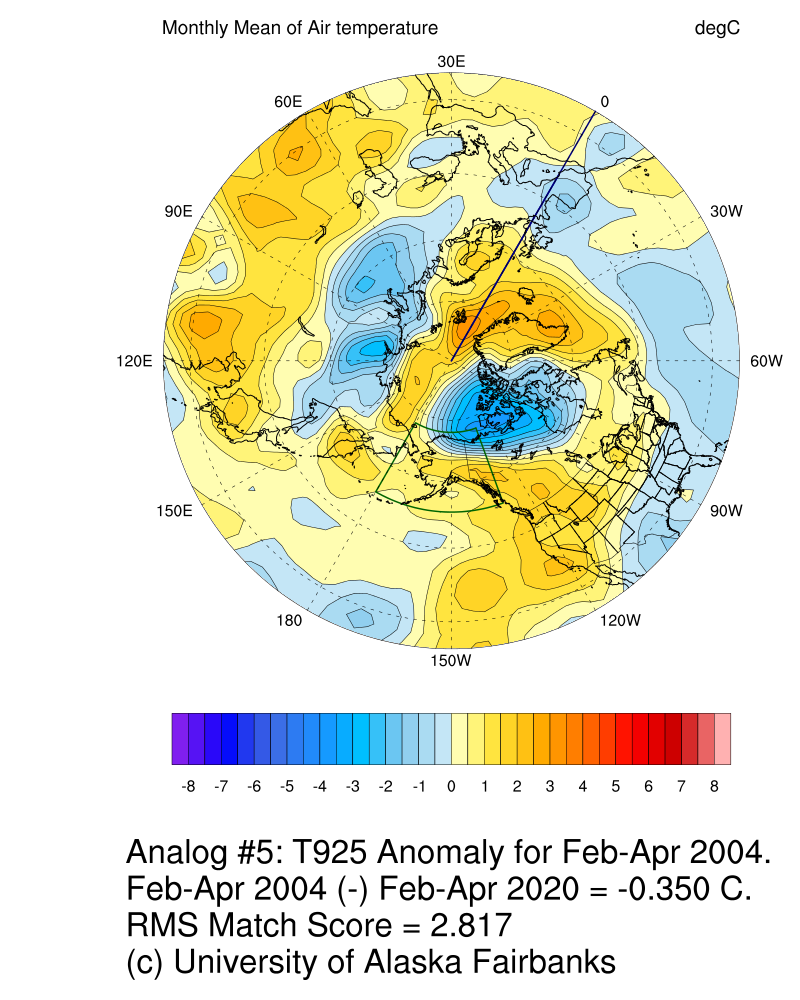 Monthly Mean of Air temperature degC
30E
60E 0
90E 30W
120E 60W
150E 90W
180 120W
150W
-8 -7 -6 -5 -4 -3 -2 -1 0 1 2 3 4 5 6 7 8
Analog #5: T925 Anomaly for Feb-Apr 2004.
Feb-Apr 2004 (-) Feb-Apr 2020 = -0.350 C.
RMS Match Score = 2.817
(c) University of Alaska Fairbanks